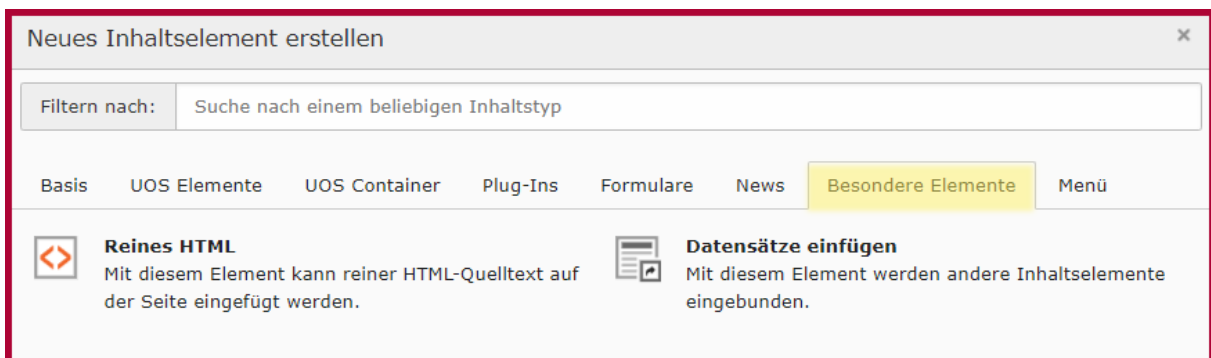 Neues Inhaltselement erstellen ×
Filtern nach: Suche nach einem beliebigen Inhaltstyp
Basis UOS Elemente UOS Container Plug-Ins Formulare News Besondere Elemente Menü
Reines HTML
Mit diesem Element kann reiner HTML-Quelltext auf
der Seite eingefügt werden.
Datensätze einfügen
Mit diesem Element werden andere Inhaltselemente
eingebunden.